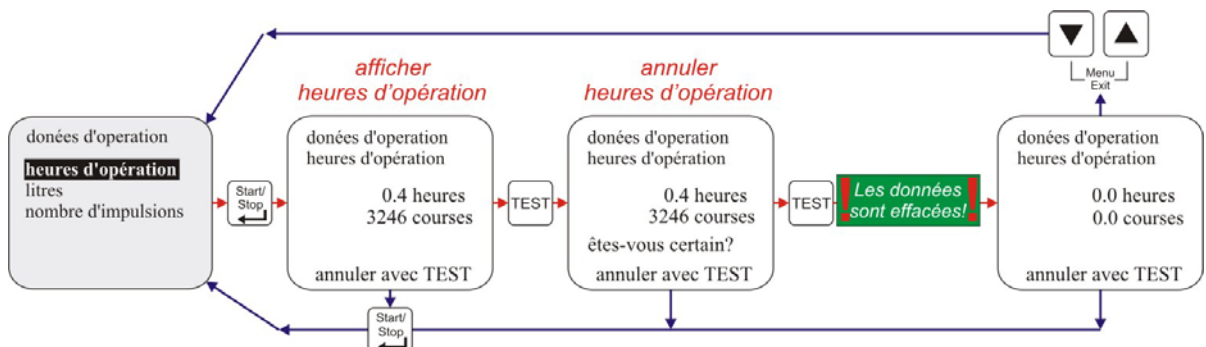 afficher
heures d'opération
annuler
heures d'opération
Menu
Exit
donées d'operation
heures d'opération
litres
nombre d'impulsions
Start/
Stop
donées d'operation
heures d'opération
0.4 heures
3246 courses
annuler avec TEST
TEST
donées d'operation
heures d'opération
0.4 heures
3246 courses
êtes-vous certain?
annuler avec TEST
TEST
! Les données !
sont effacées!
donées d'operation
heures d'opération
0.0 heures
0.0 courses
annuler avec TEST
Start/
Stop